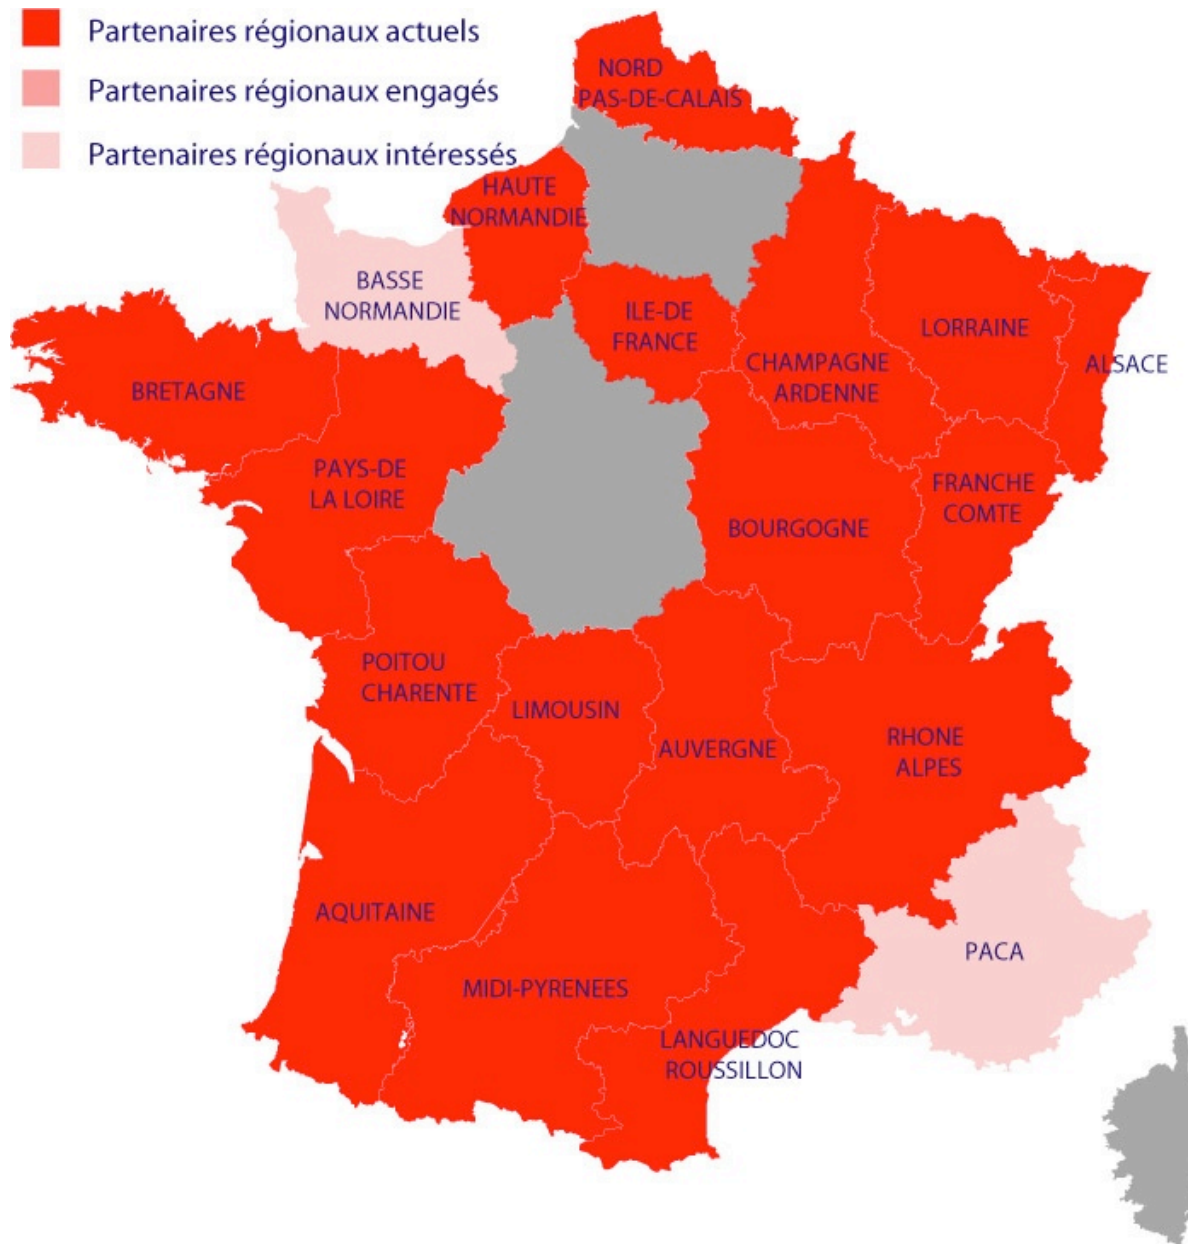 Partenaires régionaux actuels
Partenaires régionaux engagés
Partenaires régionaux intéressés
NORD
PAS-DE-CALAIS
HAUTE
NORMANDIE
BASSE
NORMANDIE
ILE-DE
FRANCE
CHAMPAGNE
ARDENNE
LORRAINE
ALSACE
BRETAGNE
PAYS-DE
LA LOIRE
BOURGOGNE
FRANCHE
COMTE
POITOU
CHARENTE
LIMOUSIN
AUVERGNE
RHONE
ALPES
AQUITAINE
MIDI-PYRENEES
LANGUEDOC
ROUSSILLON
PACA